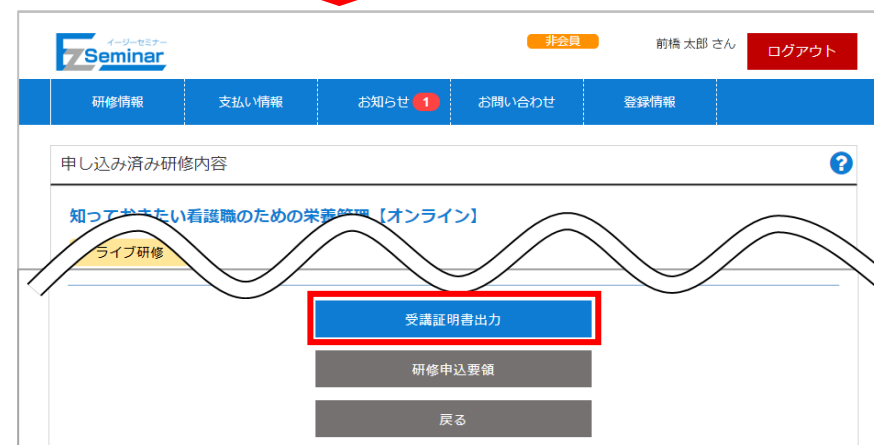 イージーセミナー
EZSeminar
非会員
前橋 太郎 さん
ログアウト
研修情報
支払い情報
お知らせ 1
お問い合わせ
登録情報
申し込み済み研修内容
?
知っておきたい看護職のための栄養管理【オンライン】
ライブ研修
受講証明書出力
研修申込要領
戻る